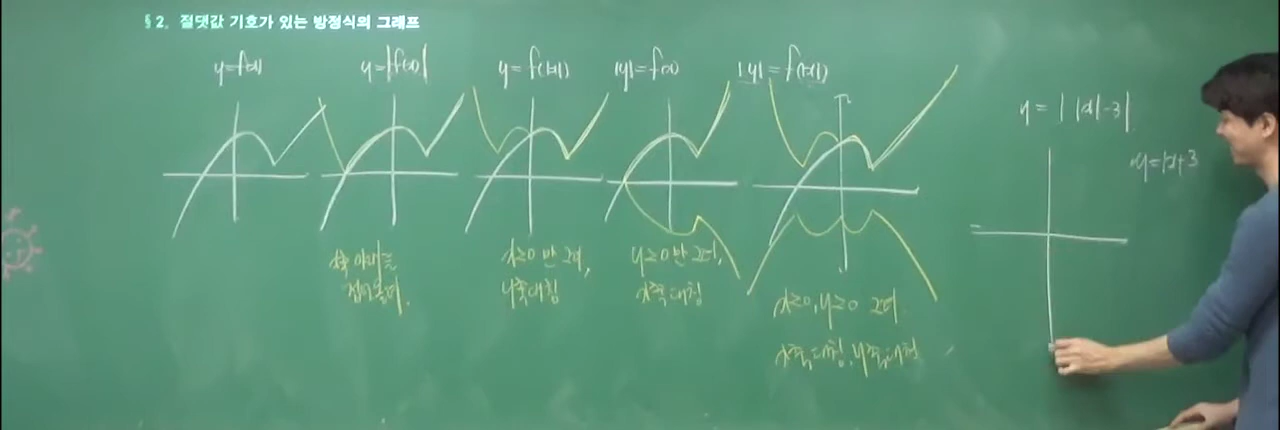 § 2. 절댓값 기호가 있는 방정식의 그래프
y=f(x)
y=|f(x)|
y=f(|x|)
|y|=f(x)
|y|=f(|x|)
x축 아래를
접어올려.
x≥0 만 그려,
y축대칭
y≥0 만 그려,
x축대칭
x≥0, y≥0 그려
x축대칭, y축대칭
y=||x|-3|